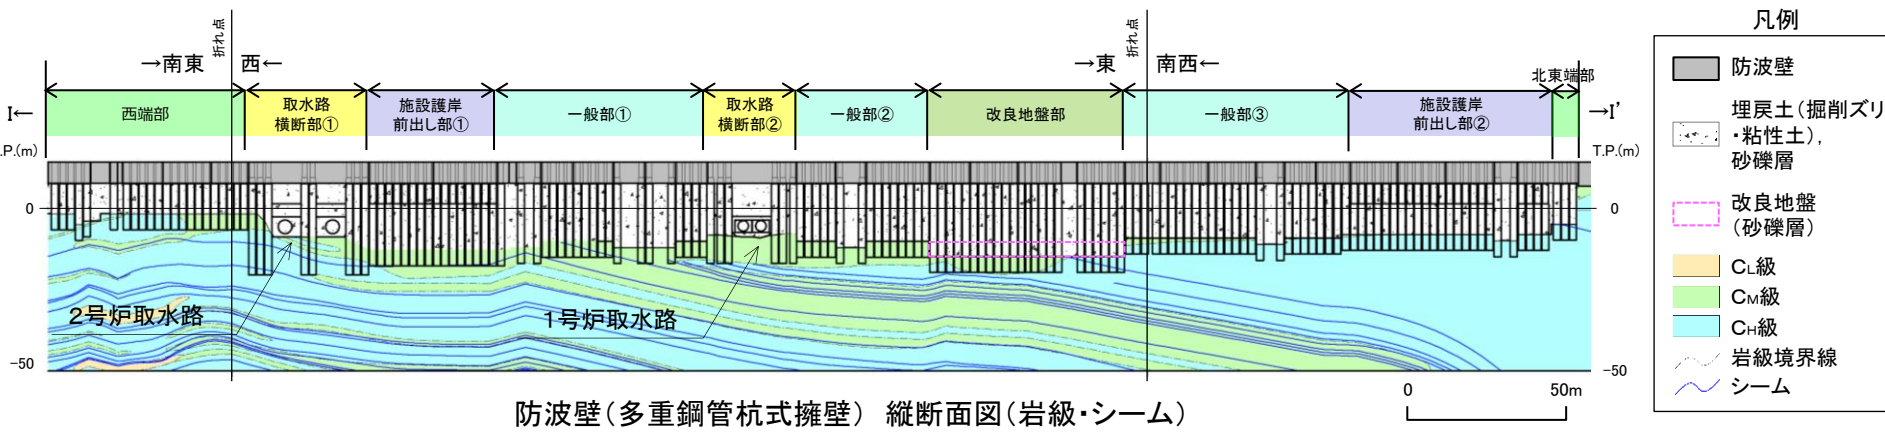 折れ点
折れ点
→南東
西←
→東
南西←
北東端部
I←
西端部
取水路
横断部①
施設護岸
前出し部①
一般部①
取水路
横断部②
一般部②
改良地盤部
一般部③
施設護岸
前出し部②
→I'
.P.(m)
T.P.(m)
0
0
2号炉取水路
1号炉取水路
-50
-50
0
50m
防波壁(多重鋼管杭式擁壁) 縦断面図(岩級・シーム)
凡例
防波壁
埋戻土(掘削ズリ
・粘性土),
砂礫層
改良地盤
(砂礫層)
CL級
CM級
CH級
岩級境界線
シーム